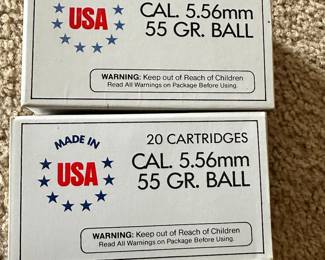 USA
CAL. 5.56mm
55 GR. BALL
WARNING: Keep out of Reach of Children
Read All Warnings on Package Before Using.
MADE IN
USA
20 CARTRIDGES
CAL. 5.56mm
55 GR. BALL
WARNING: Keep out of Reach of Children
Read All Warnings on Package Before Using.